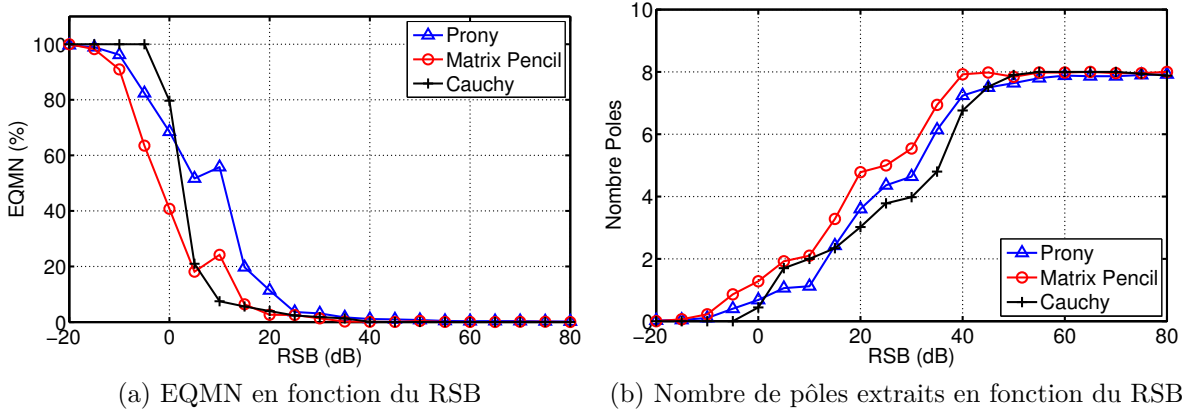 EQMN (%)
100
80
60
40
20
0
−20
0
20
40
60
80
RSB (dB)
Prony
Matrix Pencil
Cauchy
(a) EQMN en fonction du RSB
Nombre Poles
10
8
6
4
2
0
−20
0
20
40
60
80
RSB (dB)
Prony
Matrix Pencil
Cauchy
(b) Nombre de pôles extraits en fonction du RSB